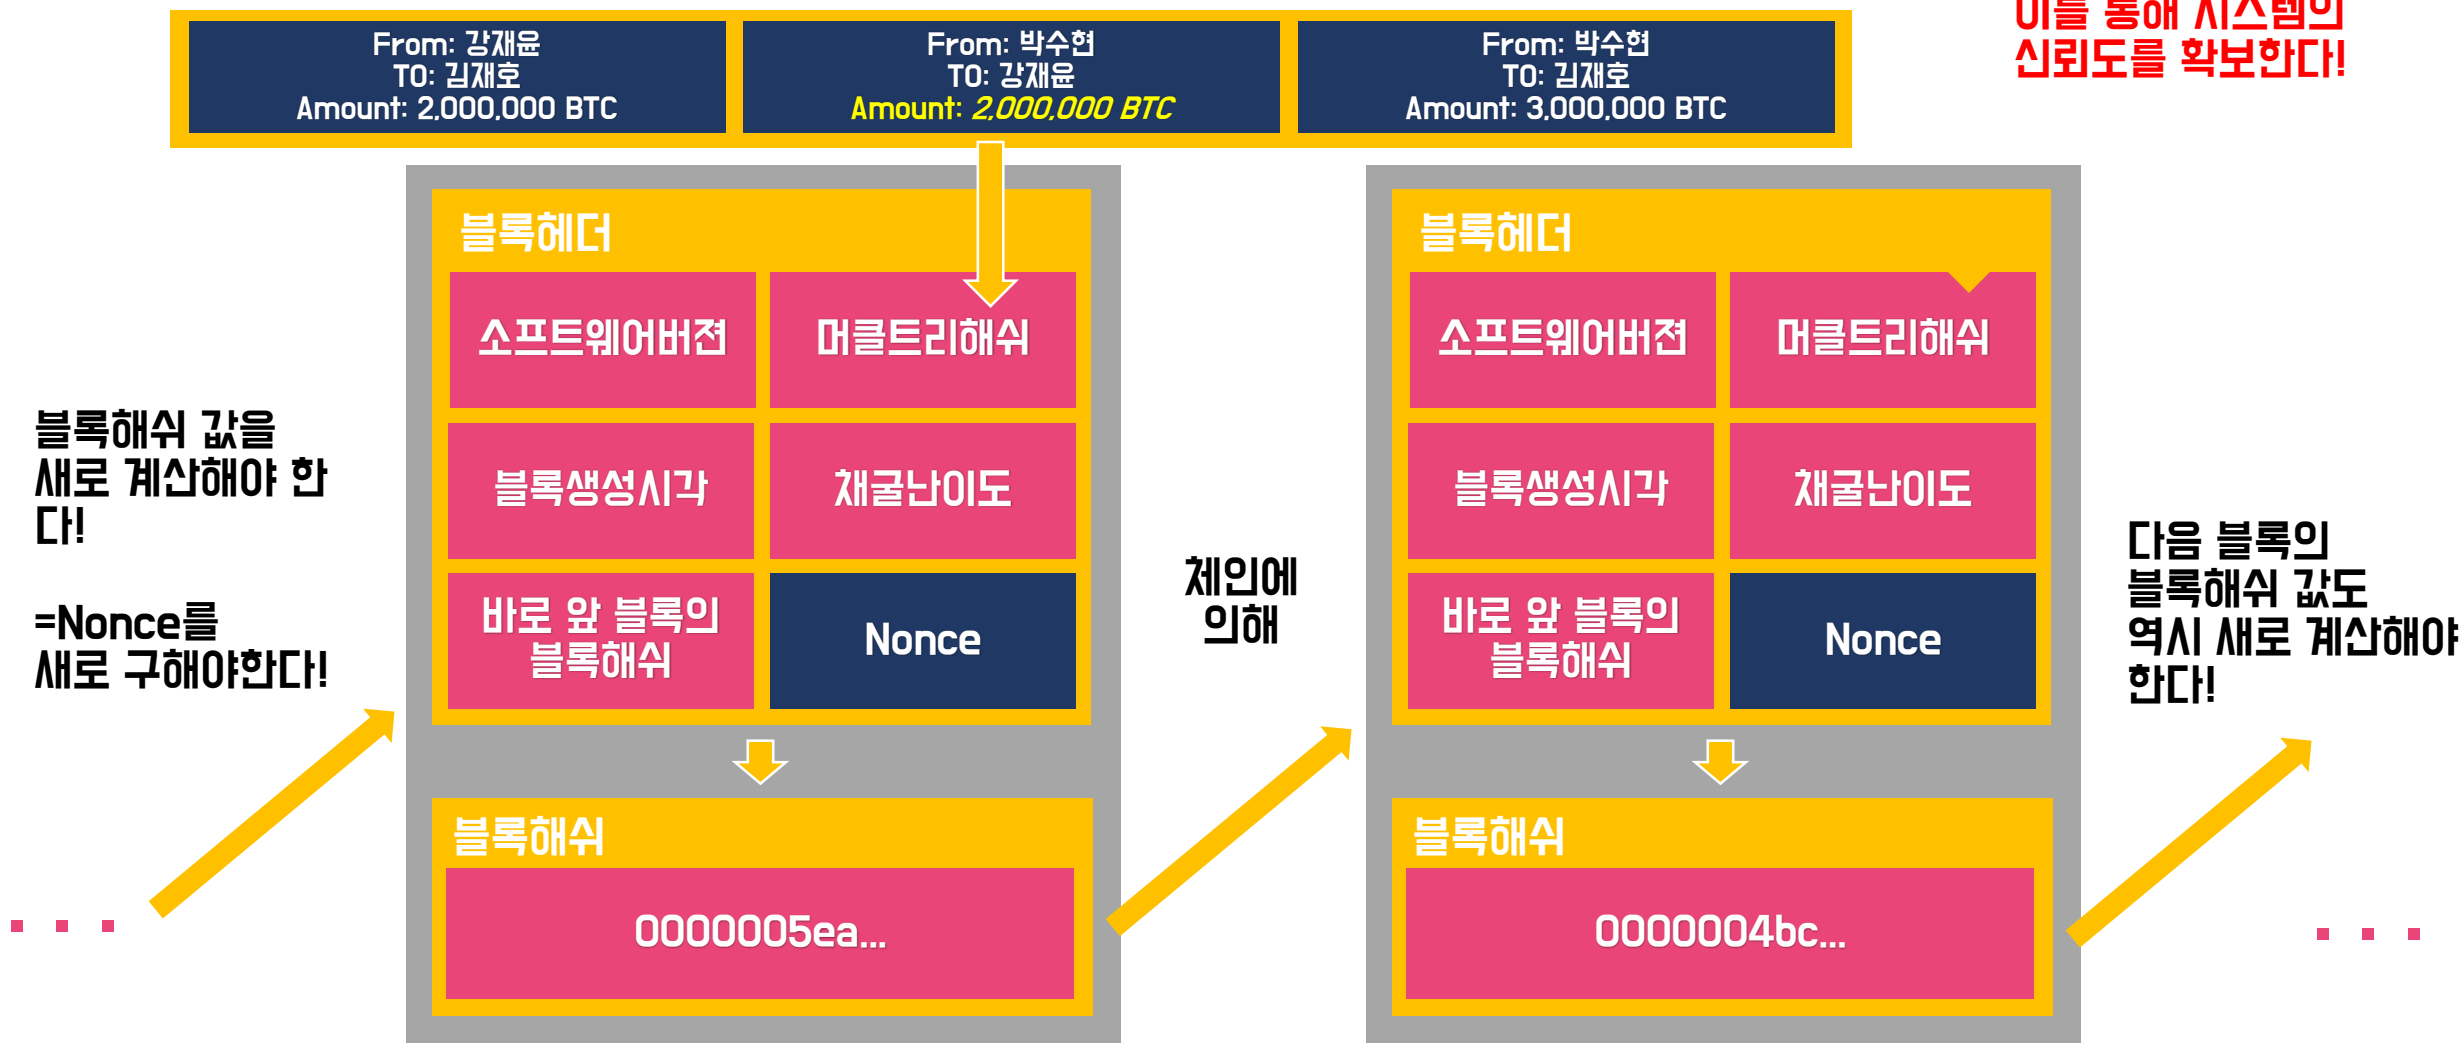 이를 통해 시스템의
신뢰도를 확보한다!
From: 강재윤
TO: 김재호
Amount: 2,000,000 BTC
From: 박수현
TO: 강재윤
Amount: 2,000,000 BTC
From: 박수현
TO: 김재호
Amount: 3,000,000 BTC
블록해쉬 값을
새로 계산해야 한
다!
=Nonce를
새로 구해야한다!
블록헤더
소프트웨어버젼
머클트리해쉬
블록생성시각
채굴난이도
바로 앞 블록의
블록해쉬
Nonce
블록해쉬
0000005ea...
체인에
의해
블록헤더
소프트웨어버젼
머클트리해쉬
블록생성시각
채굴난이도
바로 앞 블록의
블록해쉬
Nonce
블록해쉬
0000004bc...
다음 블록의
블록해쉬 값도
역시 새로 계산해야
한다!